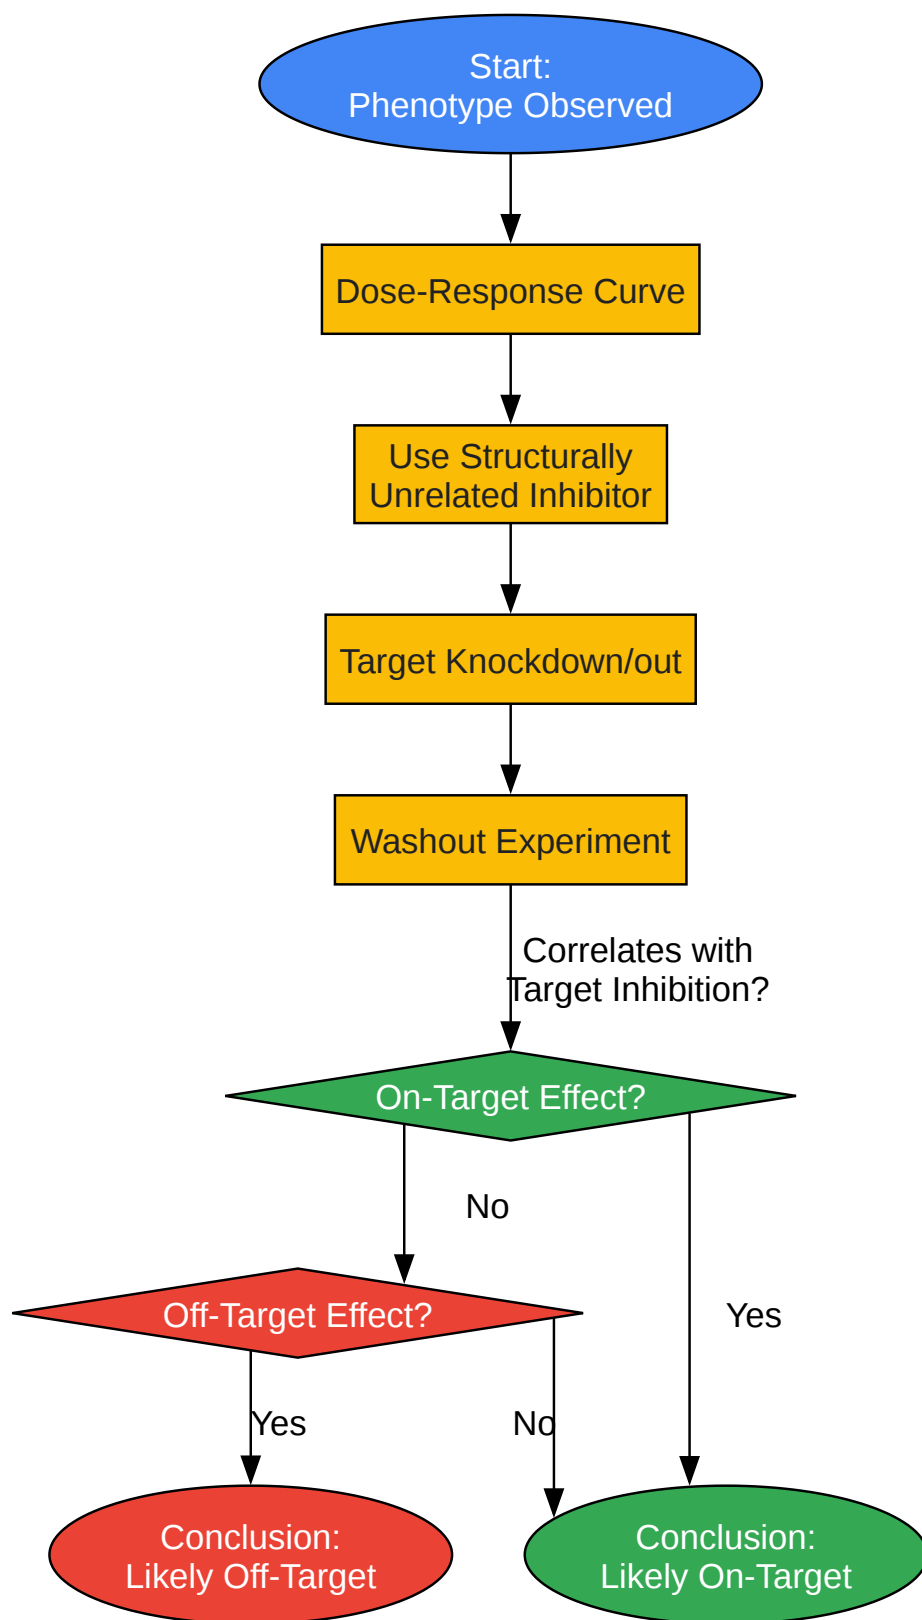 Start:
Phenotype Observed
Dose-Response Curve
Use Structurally
Unrelated Inhibitor
Target Knockdown/out
Washout Experiment
Correlates with
Target Inhibition?
On-Target Effect?
No
Off-Target Effect?
Yes
Yes
No
Conclusion:
Likely Off-Target
Conclusion:
Likely On-Target